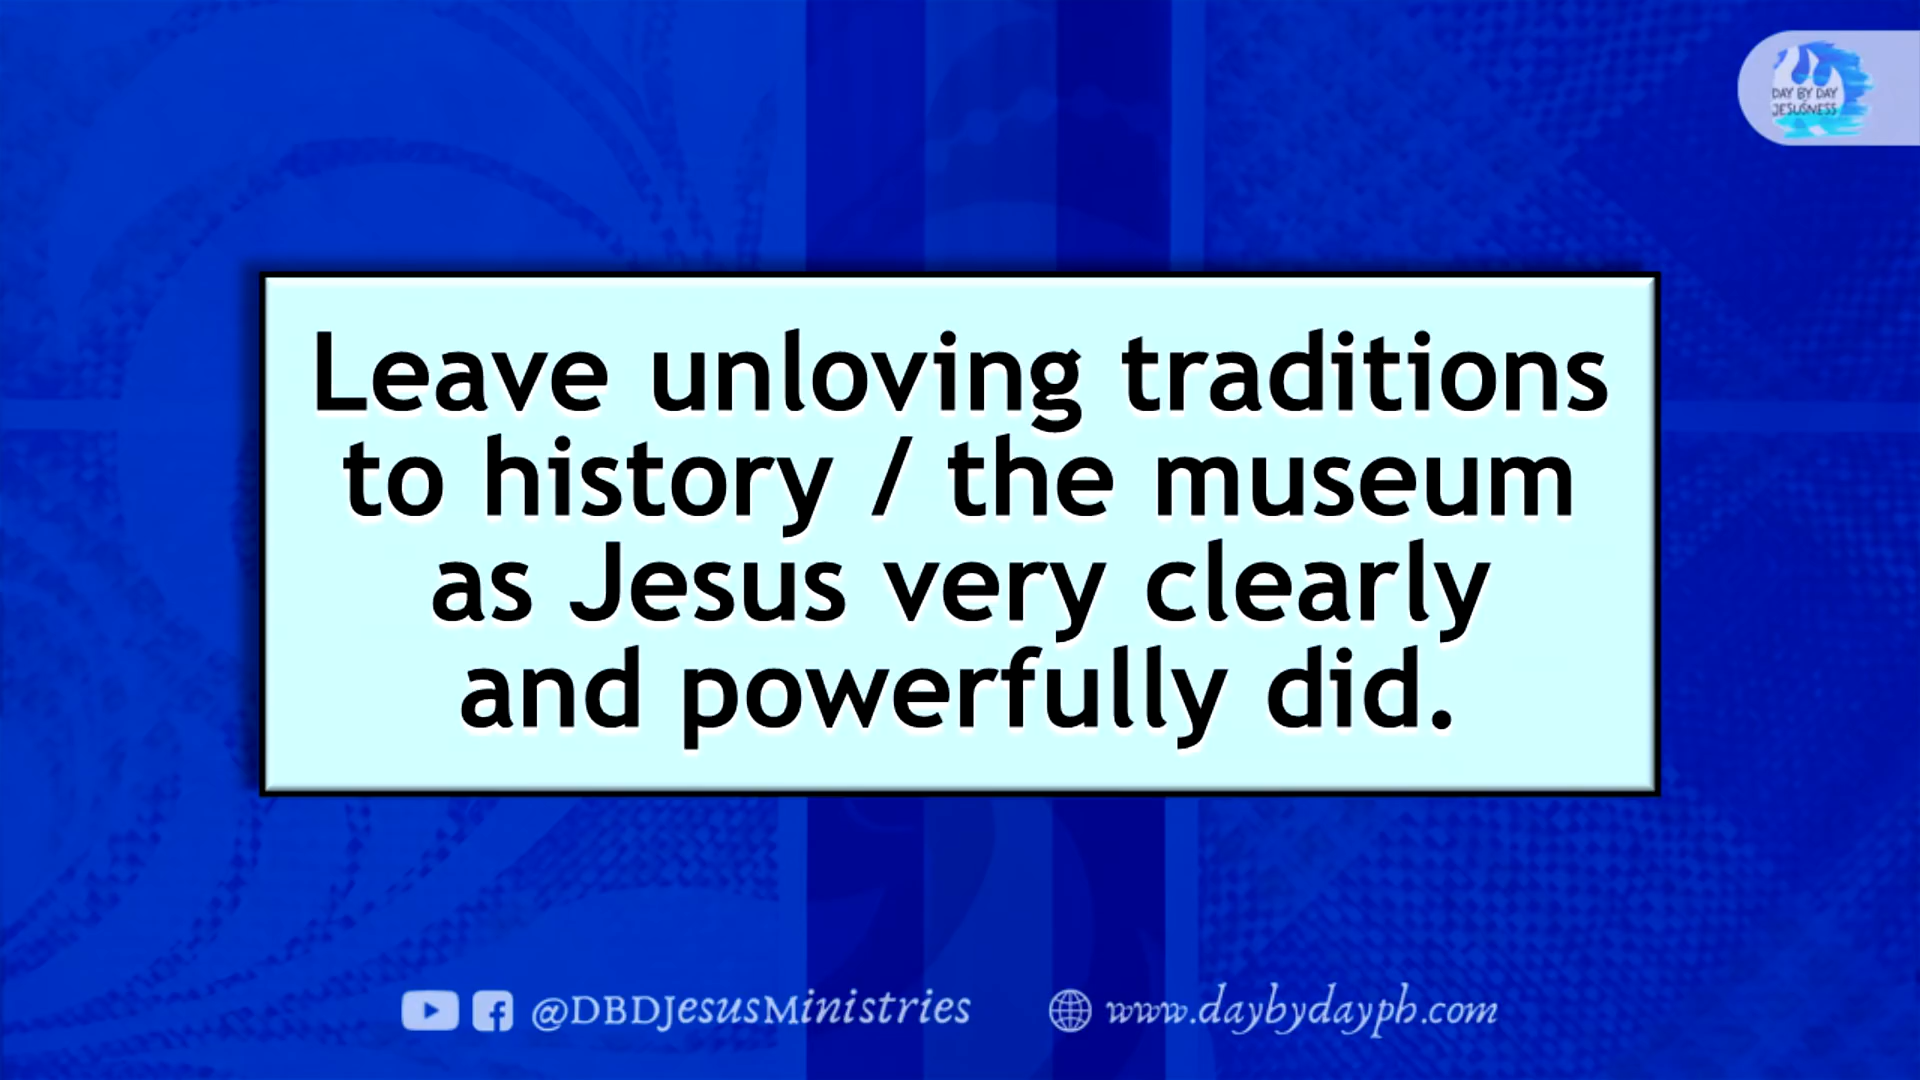 DAY BY DAY
JESUSNESS
Leave unloving traditions
to history / the museum
as Jesus very clearly
and powerfully did.
@DBDJesusMinistries
www.daybydayph.com